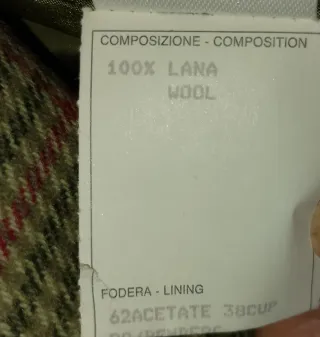 COMPOSIZIONE - COMPOSITION
100% LANA
WOOL
FODERA - LINING
62ACETATE 38CUP